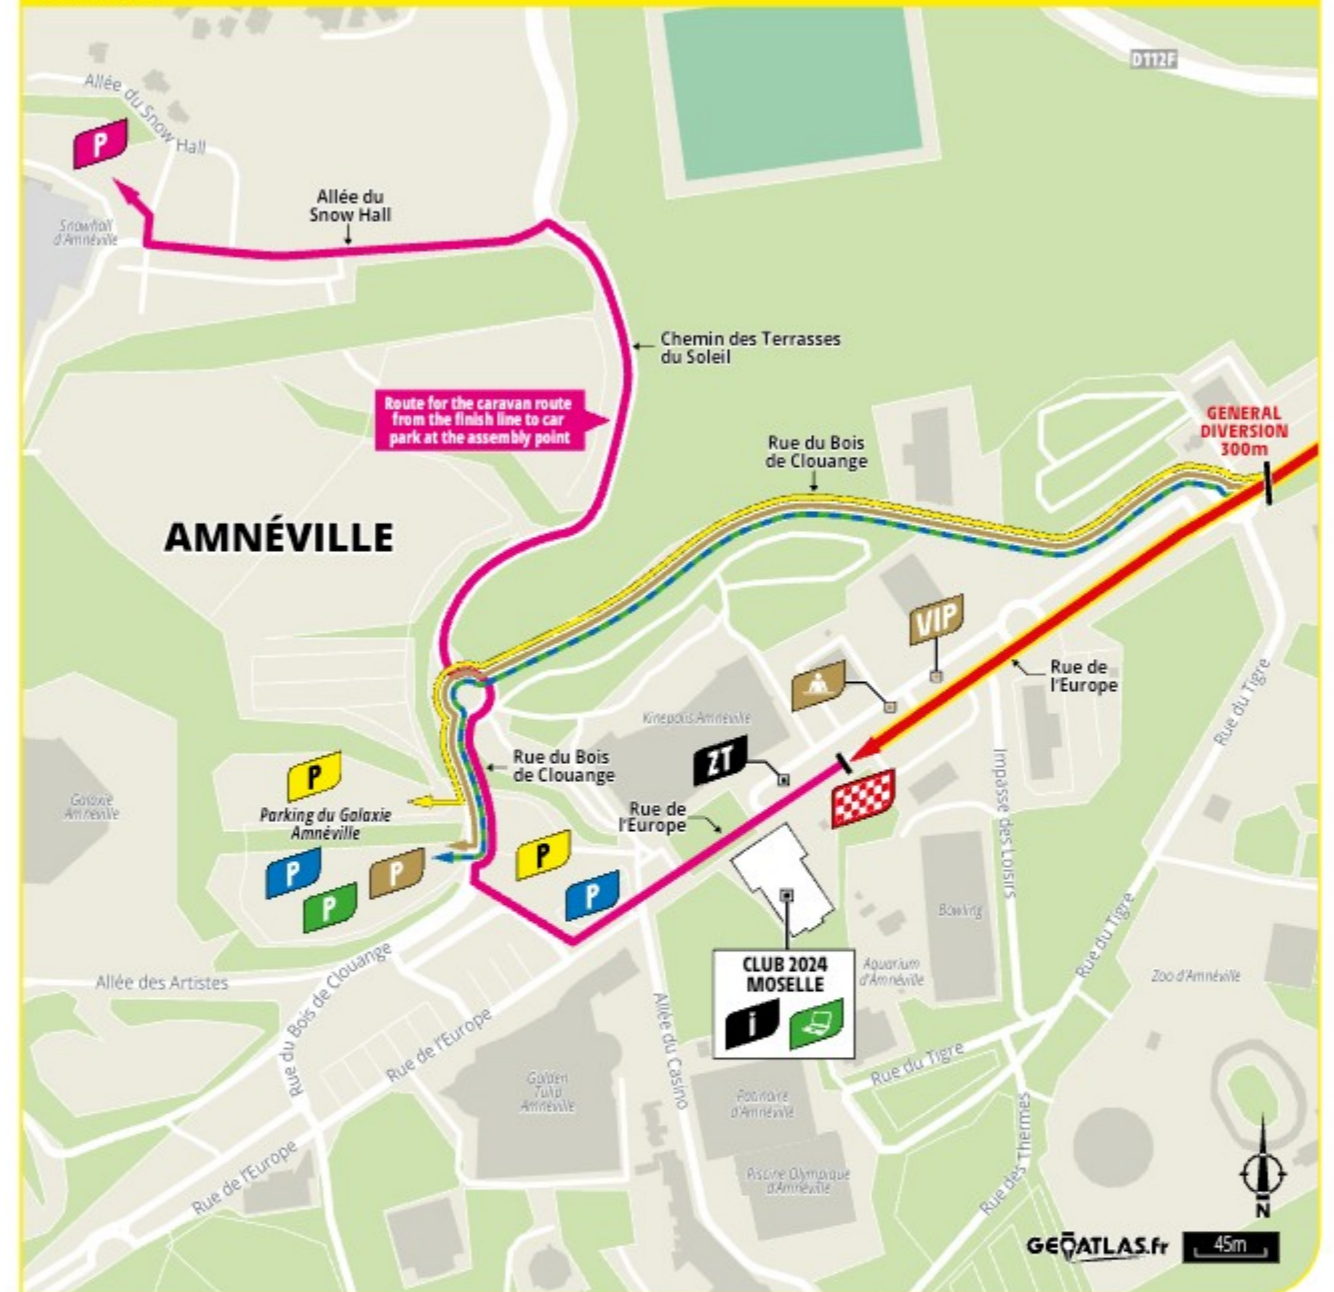 D112F
Allée du Snow Hall
P
Allée du
Snow Hall
Snowhall
d'Amnéville
Chemin des Terrasses
du Soleil
Route for the caravan route
from the finish line to car
park at the assembly point
GENERAL
DIVERSION
300m
Rue du Bois
de Clouange
AMNÉVILLE
VIP
Rue de
l'Europe
Rue du Tigre
Kinepolis Amnéville
ZT
Rue du Bois
de Clouange
P
Parking du Galaxie
Amnéville
Galaxie
Amnéville
Rue de
l'Europe
Impasse des Loisirs
P
P
P
P
P
Bowling
Rue du Tigre
CLUB 2024
MOSELLE
i
Aquarium
d'Amnéville
Zoo d'Amnéville
Allée des Artistes
Rue du Bois de Clouange
Rue de l'Europe
Allée du Casino
Rue du Tigre
Golden
Tulip
Amnéville
Patinoire
d'Amnéville
Piscine Olympique
d'Amnéville
Rue des Thermes
Rue de l'Europe
N
GEOATLAS.fr
45m